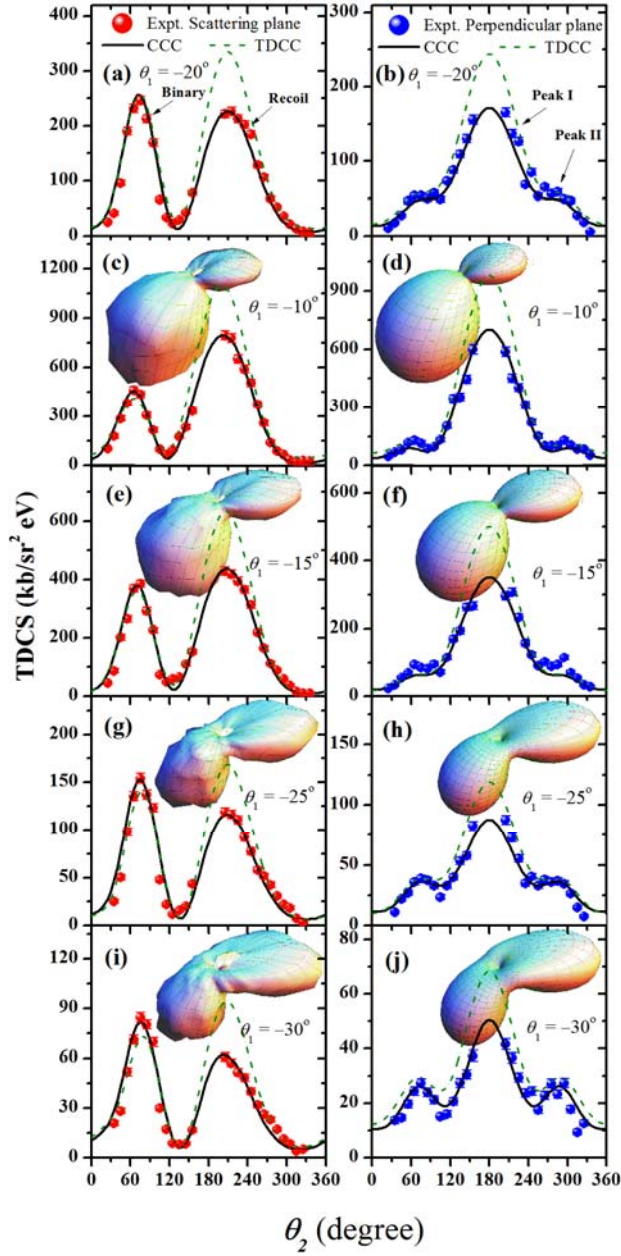 Expt. Scattering plane
CCC TDCC
(a) θ1 = –20°
Binary
Recoil
400
300
200
100
0
Expt. Perpendicular plane
CCC TDCC
(b) θ1 = –20°
Peak I
Peak II
300
200
150
100
50
0
(c)
θ1 = –10°
1200
900
600
300
0
(d)
θ1 = –10°
900
600
300
0
(e)
θ1 = –15°
600
400
200
0
(f)
θ1 = –15°
600
400
200
0
(g)
θ1 = –25°
200
150
100
50
0
(h)
θ1 = –25°
160
120
80
40
0
(i)
θ1 = –30°
120
90
60
30
0
(j)
θ1 = –30°
80
60
40
20
0
0 60 120 180 240 300 360
0 60 120 180 240 300 360
TDCS (kb/sr2 eV)
θ2 (degree)